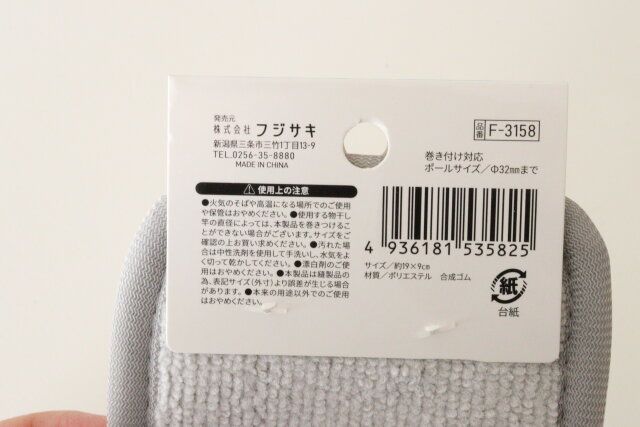 発売元
株式会社 フジサキ
新潟県三条市三竹1丁目13-9
TEL.0256-35-8880
MADE IN CHINA
⚠ 使用上の注意
●火気のそばや高温になる場所でのご使用
や保管はおやめください。●使用する物干し
竿の直径によっては、本製品を巻きつけるこ
とができない場合がございます。サイズをご
確認の上お買い求めください。●汚れた場
合は中性洗剤を使用して手洗いし、水気をよ
く切って乾かしてください。●漂白剤のご使
用はおやめください。●本製品は縫製品の
為、表記サイズ(外寸)より誤差が生じる場合
があります。●本来の用途以外でのご使用
はおやめください。
品番 F-3158
巻き付け対応
ポールサイズ/Φ32mmまで
4 936181 535825
サイズ/約19×9cm
材質/ポリエステル 合成ゴム
紙
台紙